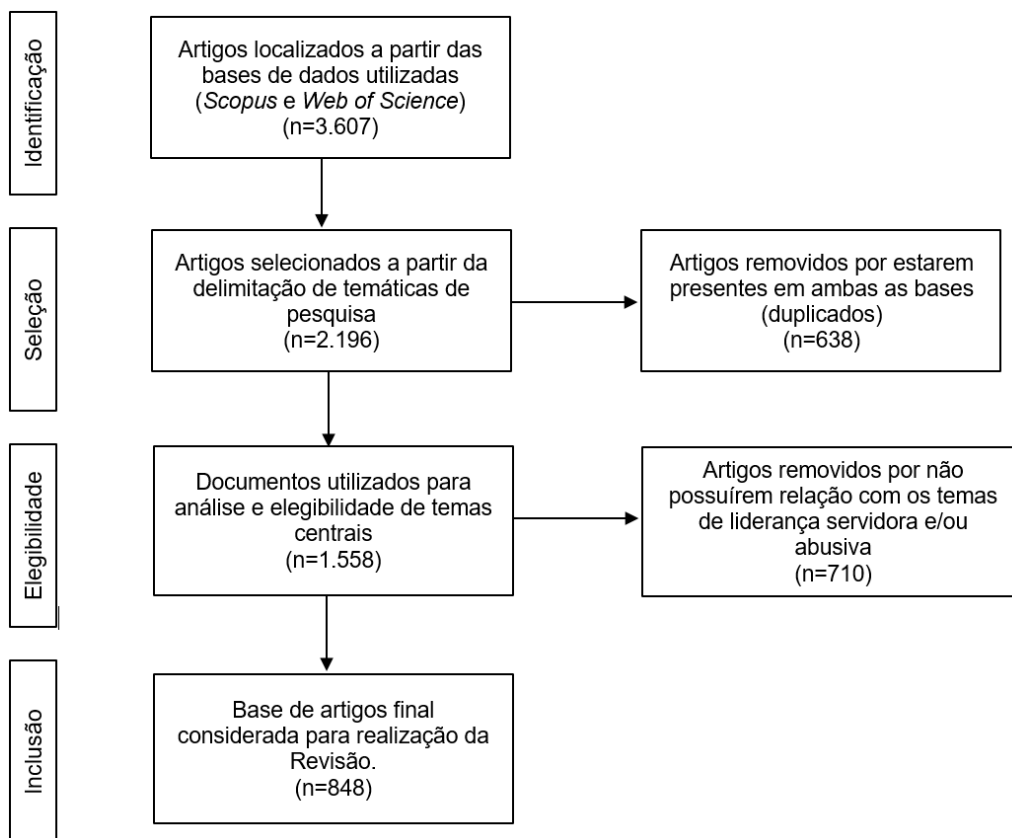 Identificação
Artigos localizados a partir das
bases de dados utilizadas
(Scopus e Web of Science)
(n=3.607)
Seleção
Artigos selecionados a partir da
delimitação de temáticas de
pesquisa
(n=2.196)
Artigos removidos por estarem
presentes em ambas as bases
(duplicados)
(n=638)
Elegibilidade
Documentos utilizados para
análise e elegibilidade de temas
centrais
(n=1.558)
Artigos removidos por não
possuírem relação com os temas
de liderança servidora e/ou
abusiva
(n=710)
Inclusão
Base de artigos final
considerada para realização da
Revisão.
(n=848)